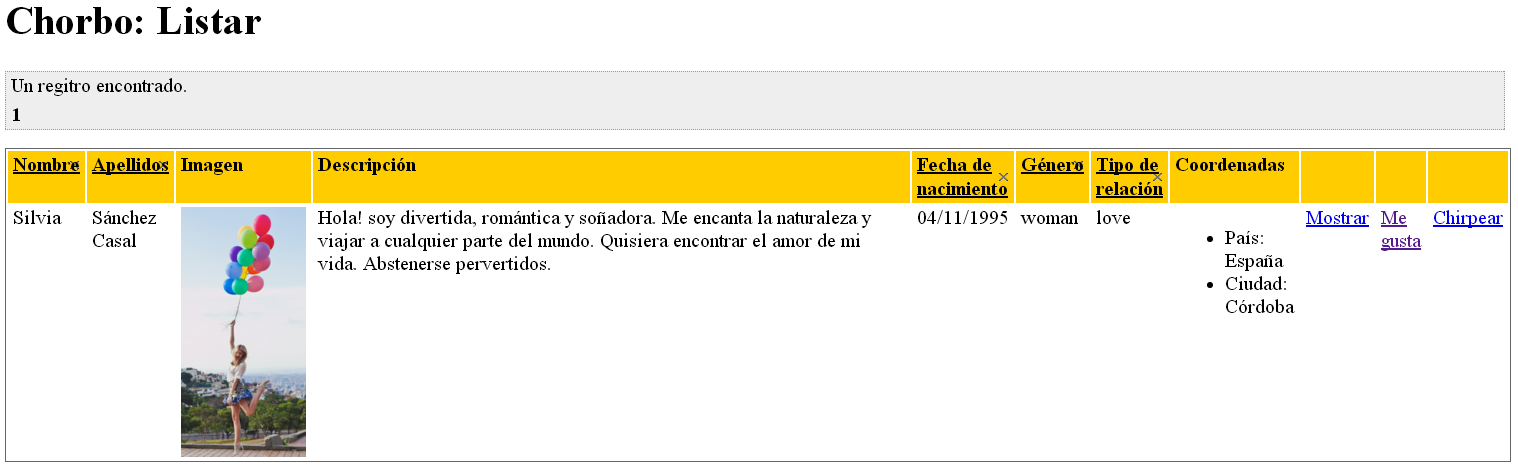 Chorbo: Listar
Un regitro encontrado.
1
Nombre
Apellidos
Imagen
Descripción
Fecha de
nacimiento
Género
Tipo de
relación
Coordenadas
Silvia
Sánchez
Casal
Hola! soy divertida, romántica y soñadora. Me encanta la naturaleza y
viajar a cualquier parte del mundo. Quisiera encontrar el amor de mi
vida. Abstenerse pervertidos.
04/11/1995
woman
love
País:
España
Ciudad:
Córdoba
Mostrar
Me
gusta
Chirpear